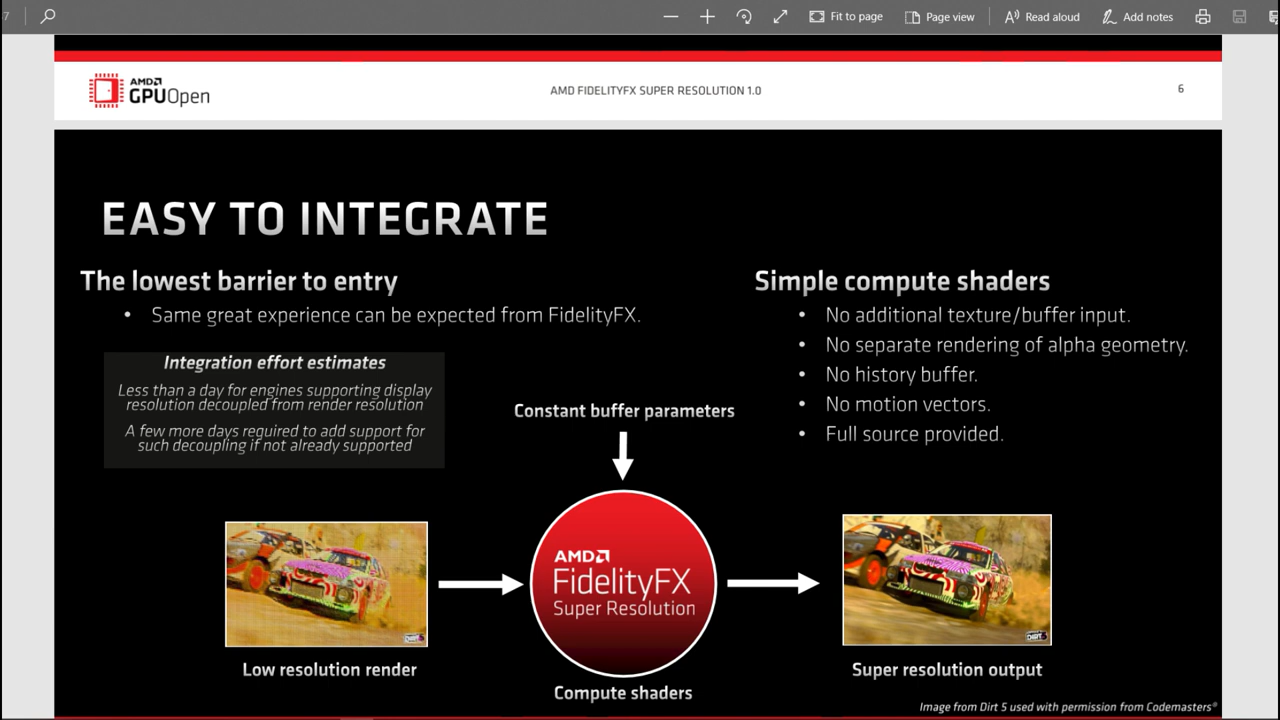 7
Fit to page
Page view
Read aloud
Add notes
AMD
GPUOpen
AMD FIDELITYFX SUPER RESOLUTION 1.0
6
EASY TO INTEGRATE
The lowest barrier to entry
• Same great experience can be expected from FidelityFX.
Integration effort estimates
Less than a day for engines supporting display
resolution decoupled from render resolution
A few more days required to add support for
such decoupling if not already supported
Simple compute shaders
• No additional texture/buffer input.
• No separate rendering of alpha geometry.
• No history buffer.
• No motion vectors.
• Full source provided.
Constant buffer parameters
AMD
FidelityFX
Super Resolution
Compute shaders
DIRT 5
Low resolution render
DIRT 5
Super resolution output
Image from Dirt 5 used with permission from Codemasters®